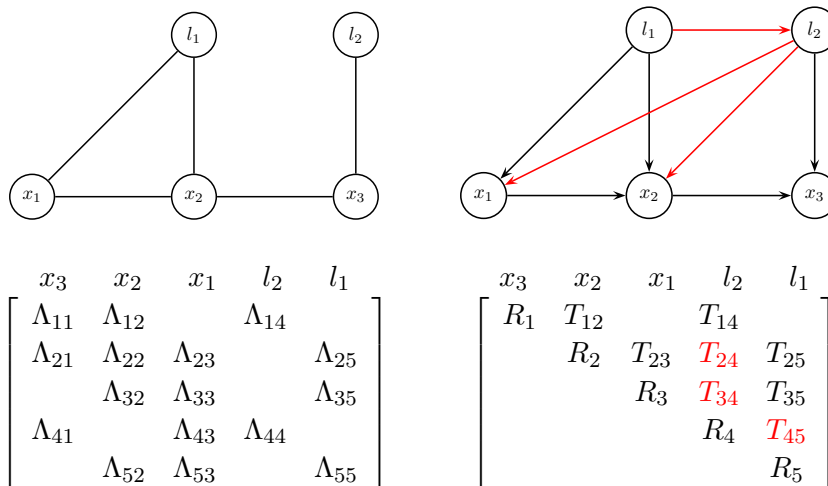 l₁ l₂ l₁ l₂
x₁ x₂ x₃ x₁ x₂ x₃
x₃ x₂ x₁ l₂ l₁ x₃ x₂ x₁ l₂ l₁
Λ₁₁ Λ₁₂ Λ₁₄ R₁ T₁₂ T₁₄
Λ₂₁ Λ₂₂ Λ₂₃ Λ₂₅ R₂ T₂₃ T₂₄ T₂₅
Λ₃₂ Λ₃₃ Λ₃₅ R₃ T₃₄ T₃₅
Λ₄₁ Λ₄₃ Λ₄₄ R₄ T₄₅
Λ₅₂ Λ₅₃ Λ₅₅ R₅